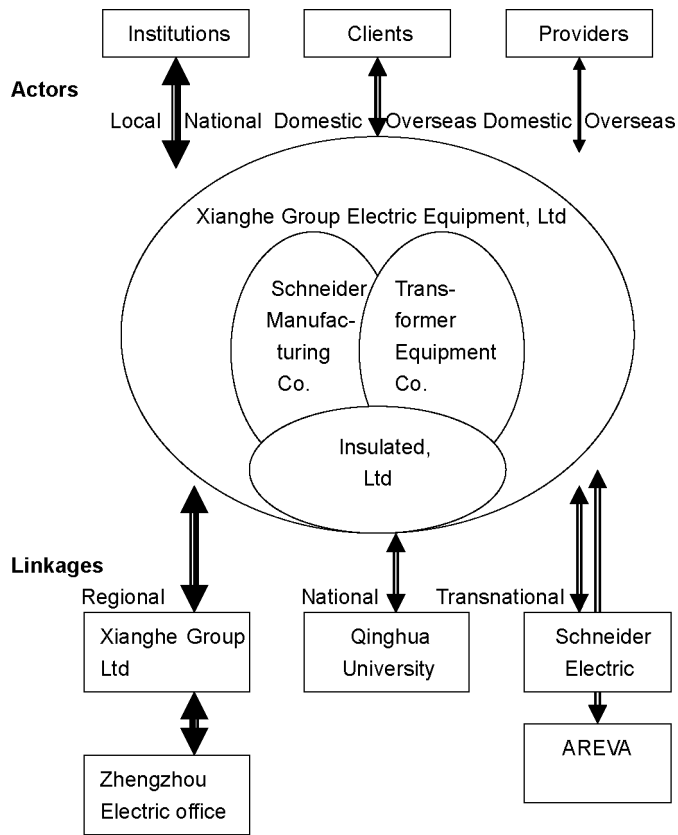 Institutions Clients Providers
Actors
Local National Domestic Overseas Domestic Overseas
Xianghe Group Electric Equipment, Ltd
Schneider
Manufac-
turing
Co.
Trans-
former
Equipment
Co.
Insulated,
Ltd
Linkages
Regional National Transnational
Xianghe Group
Ltd
Qinghua
University
Schneider
Electric
Zhengzhou
Electric office
AREVA